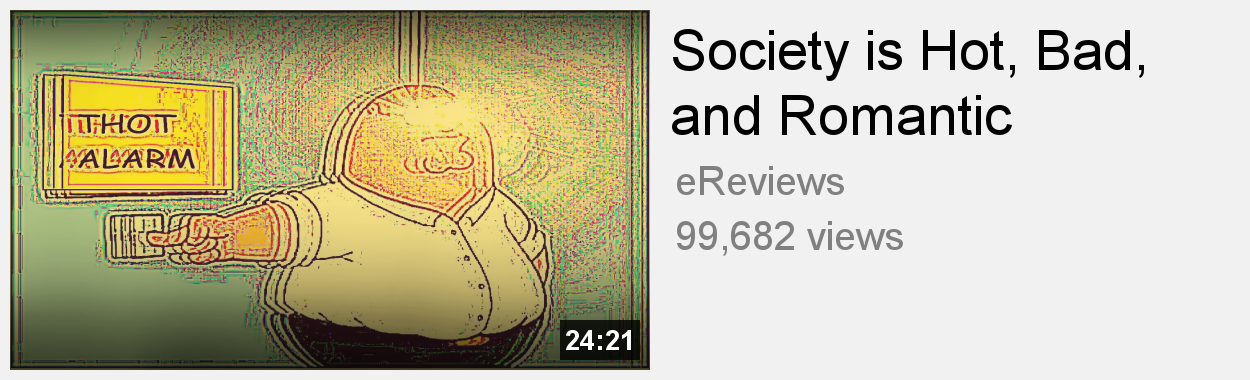 THOT
ALARM
24:21
Society is Hot, Bad,
and Romantic
eReviews
99,682 views